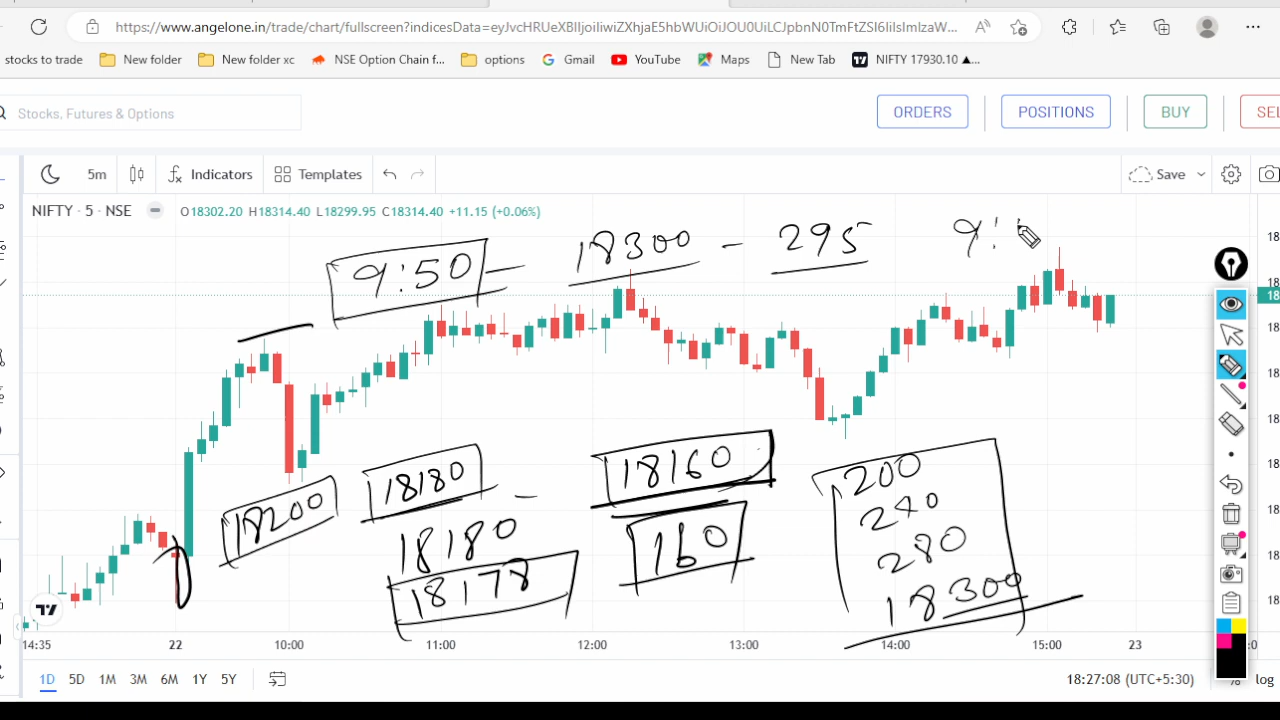 https://www.angelone.in/trade/chart/fullscreen?indicesData=eyJvcHRUeXBlIjoiIiwiZXhjaE5hbWUiOiJOU0UiLCJpbnN0TmFtZSI6IiIsImlzaW...
stocks to trade New folder New folder xc NSE Option Chain f... options Gmail YouTube Maps New Tab NIFTY 17930.10 ▲...
Stocks, Futures & Options ORDERS POSITIONS BUY SEL
5m Indicators Templates Save
NIFTY · 5 · NSE O18302.20 H18314.40 L18299.95 C18314.40 +11.15 (+0.06%)
9:50 - 18300 - 295 9:
18200 18180 - 18160 200
18180 160 240
18178 280
18300
14:35 22 10:00 11:00 12:00 13:00 14:00 15:00 23
1D 5D 1M 3M 6M 1Y 5Y 18:27:08 (UTC+5:30) % log